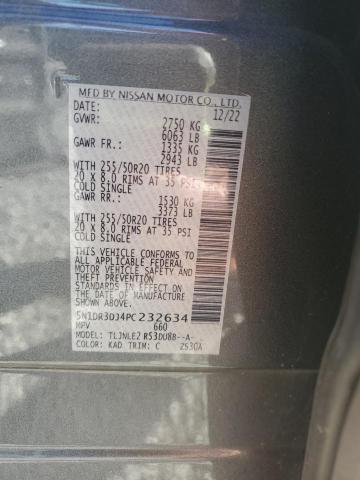 MFD BY NISSAN MOTOR CO., LTD.
DATE: 12/22
GVWR: 2750 KG
6063 LB
GAWR FR.: 1335 KG
2943 LB
WITH 255/50R20 TIRES
20 x 8.0 RIMS AT 35 PSI
COLD SINGLE
GAWR RR.: 1530 KG
3373 LB
WITH 255/50R20 TIRES
20 x 8.0 RIMS AT 35 PSI
COLD SINGLE
THIS VEHICLE CONFORMS TO
ALL APPLICABLE FEDERAL
MOTOR VEHICLE SAFETY AND
THEFT PREVENTION
STANDARDS IN EFFECT ON
THE DATE OF MANUFACTURE
SHOWN ABOVE.
5N1DR3DJ4PC232634
MPV 660
MODEL: TLJNLE2 R53DUBB--A-
COLOR: KAD TRIM: C 2530A